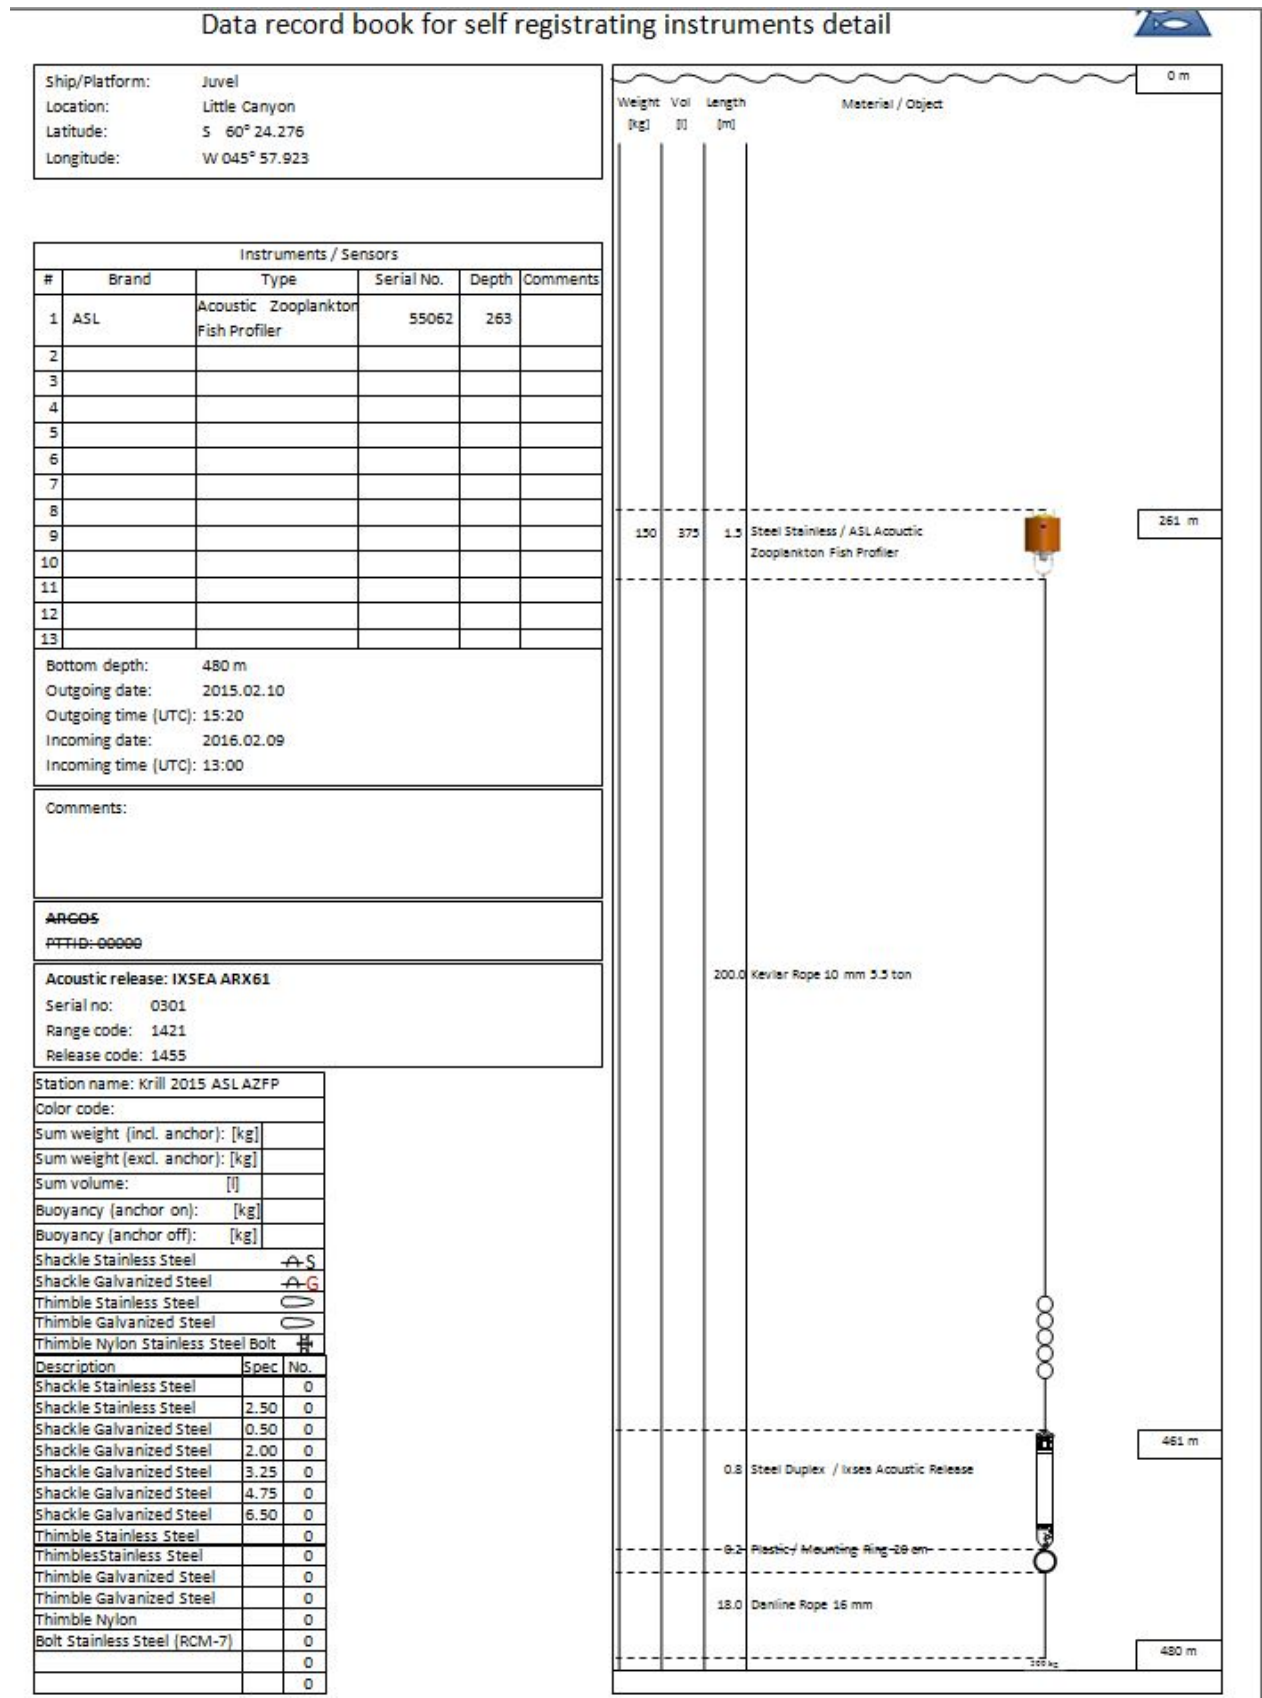 Data record book for self registrating instruments detail
Ship/Platform: Juvel
Location: Little Canyon
Latitude: S 60° 24.276
Longitude: W 045° 57.923
Instruments / Sensors
# Brand Type Serial No. Depth Comments
1 ASL Acoustic Zooplankton Fish Profiler 55062 263
2
3
4
5
6
7
8
9
10
11
12
13
Bottom depth: 480 m
Outgoing date: 2015.02.10
Outgoing time (UTC): 15:20
Incoming date: 2016.02.09
Incoming time (UTC): 13:00
Comments:
ARGOS
PTTID: 00000
Acoustic release: IXSEA ARX61
Serial no: 0301
Range code: 1421
Release code: 1455
Station name: Krill 2015 ASL AZFP
Color code:
Sum weight (incl. anchor): [kg]
Sum weight (excl. anchor): [kg]
Sum volume: [l]
Buoyancy (anchor on): [kg]
Buoyancy (anchor off): [kg]
Shackle Stainless Steel S
Shackle Galvanized Steel G
Thimble Stainless Steel
Thimble Galvanized Steel
Thimble Nylon Stainless Steel Bolt
Description Spec No.
Shackle Stainless Steel 0
Shackle Stainless Steel 2.50 0
Shackle Galvanized Steel 0.50 0
Shackle Galvanized Steel 2.00 0
Shackle Galvanized Steel 3.25 0
Shackle Galvanized Steel 4.75 0
Shackle Galvanized Steel 6.50 0
Thimble Stainless Steel 0
ThimblesStainless Steel 0
Thimble Galvanized Steel 0
Thimble Galvanized Steel 0
Thimble Nylon 0
Bolt Stainless Steel (RCM-7) 0
0
0
0 m
Weight Vol Length Material / Object
[kg] [l] [m]
261 m
150 375 1.5 Steel Stainless / ASL Acouctic
Zooplankton Fish Profiler
200.0 Kevlar Rope 10 mm 5.5 ton
461 m
0.8 Steel Duplex / Ixsea Acoustic Release
0.2 Plastic / Mounting Ring 20 cm
18.0 Danline Rope 16 mm
480 m